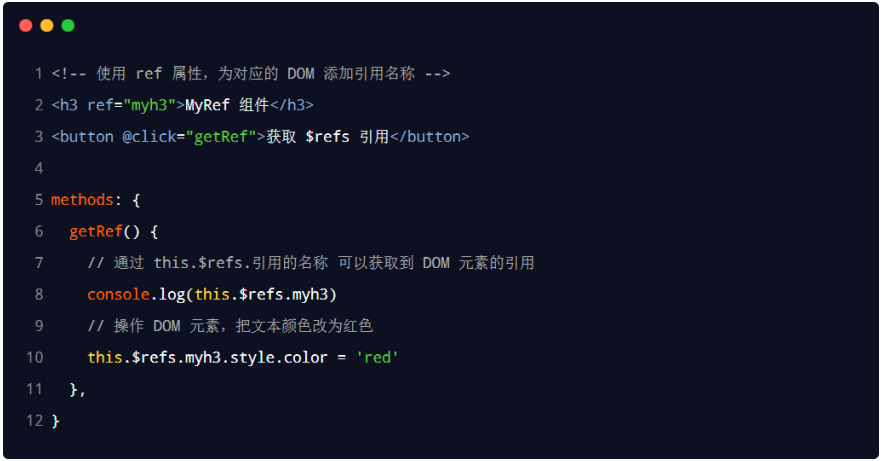 1 <!-- 使用 ref 属性，为对应的 DOM 添加引用名称 -->
2 <h3 ref="myh3">MyRef 组件</h3>
3 <button @click="getRef">获取 $refs 引用</button>
4
5 methods: {
6   getRef() {
7     // 通过 this.$refs.引用的名称 可以获取到 DOM 元素的引用
8     console.log(this.$refs.myh3)
9     // 操作 DOM 元素，把文本颜色改为红色
10     this.$refs.myh3.style.color = 'red'
11   },
12 }